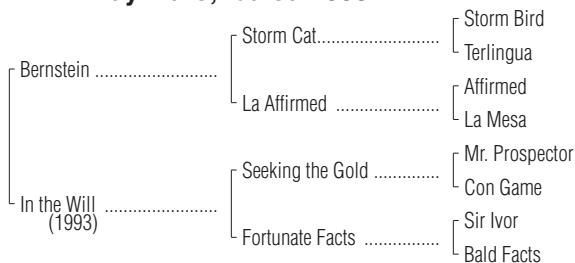 Storm Bird
Storm Cat..............................
Terlingua
Bernstein ..............................
Affirmed
La Affirmed ..........................
La Mesa
Mr. Prospector
Seeking the Gold ....................
Con Game
In the Will ............................
(1993)
Sir Ivor
Fortunate Facts ...................
Bald Facts